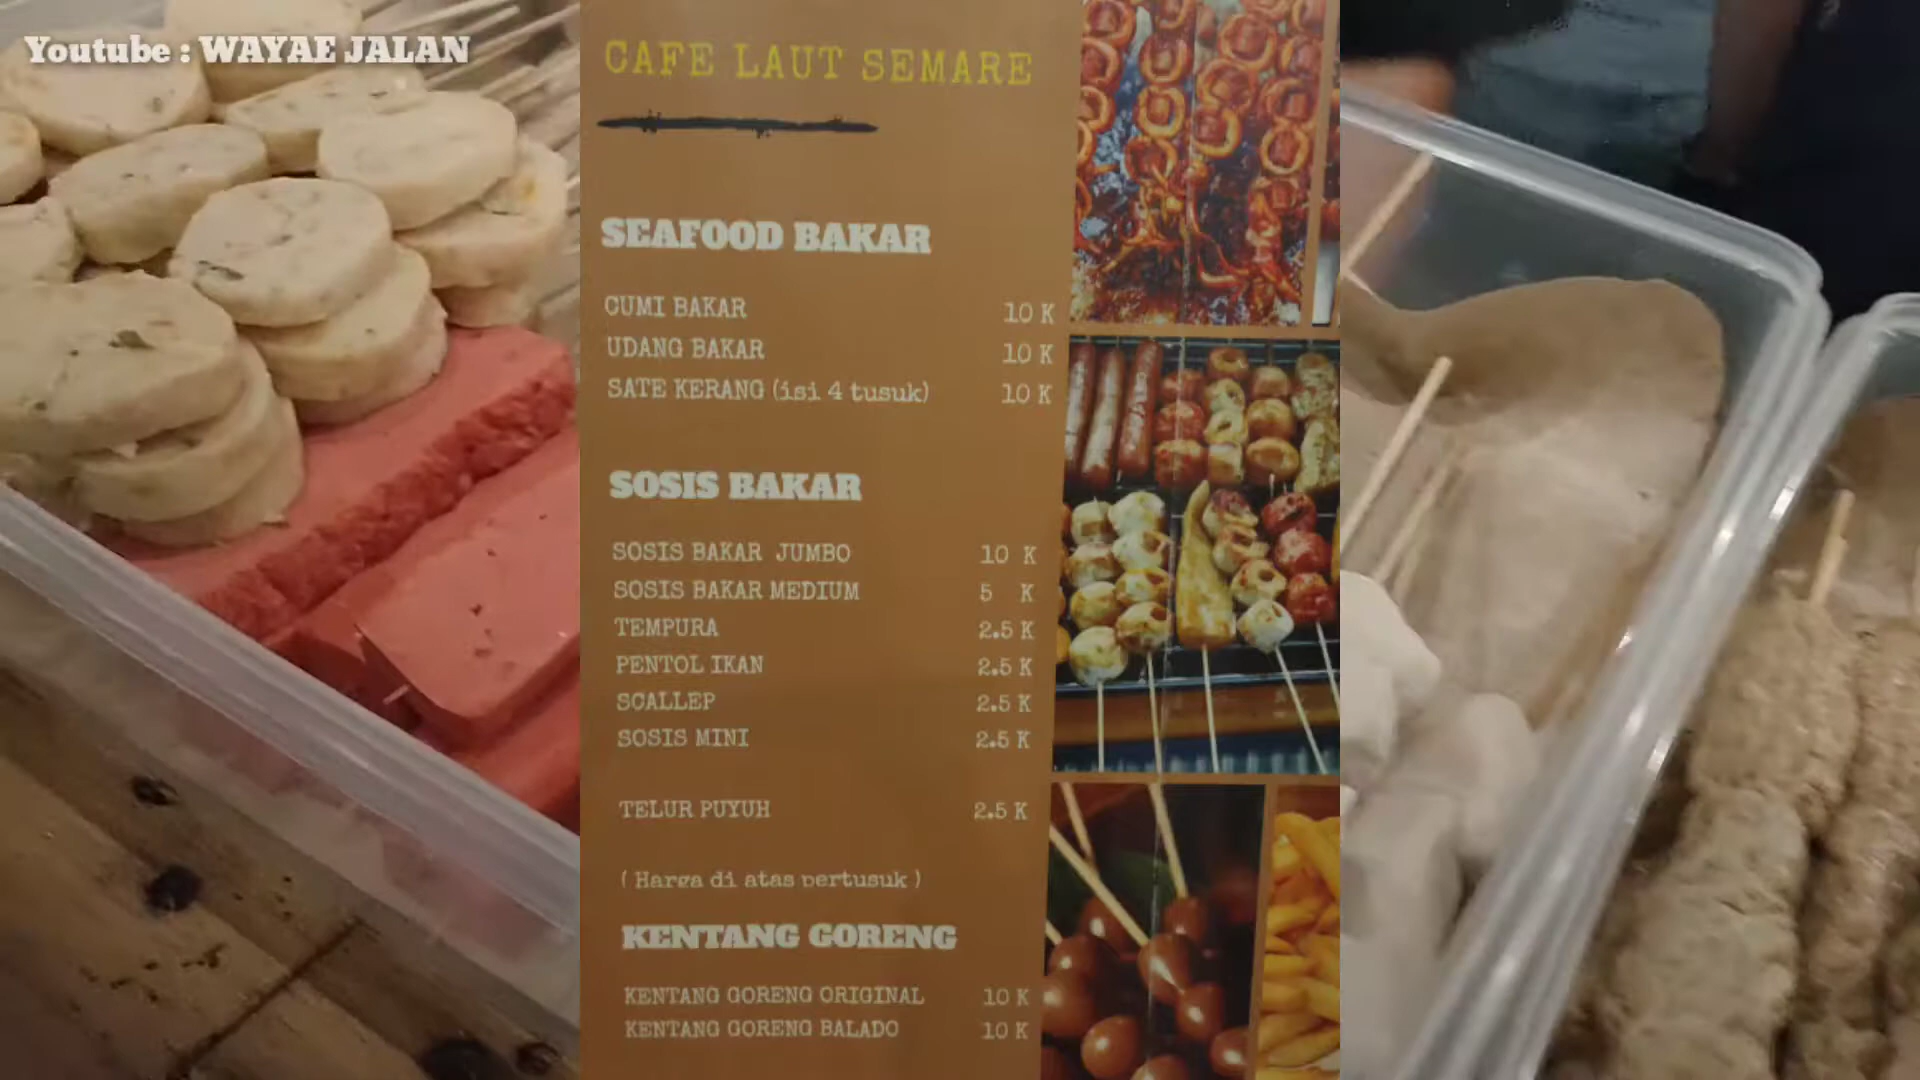 Youtube : WAYAE JALAN
CAFE LAUT SEMARE
SEAFOOD BAKAR
CUMI BAKAR 10 K
UDANG BAKAR 10 K
SATE KERANG (isi 4 tusuk) 10 K
SOSIS BAKAR
SOSIS BAKAR JUMBO 10 K
SOSIS BAKAR MEDIUM 5 K
TEMPURA 2.5 K
PENTOL IKAN 2.5 K
SCALLEP 2.5 K
SOSIS MINI 2.5 K
TELUR PUYUH 2.5 K
( Harga di atas pertusuk )
KENTANG GORENG
KENTANG GORENG ORIGINAL 10 K
KENTANG GORENG BALADO 10 K